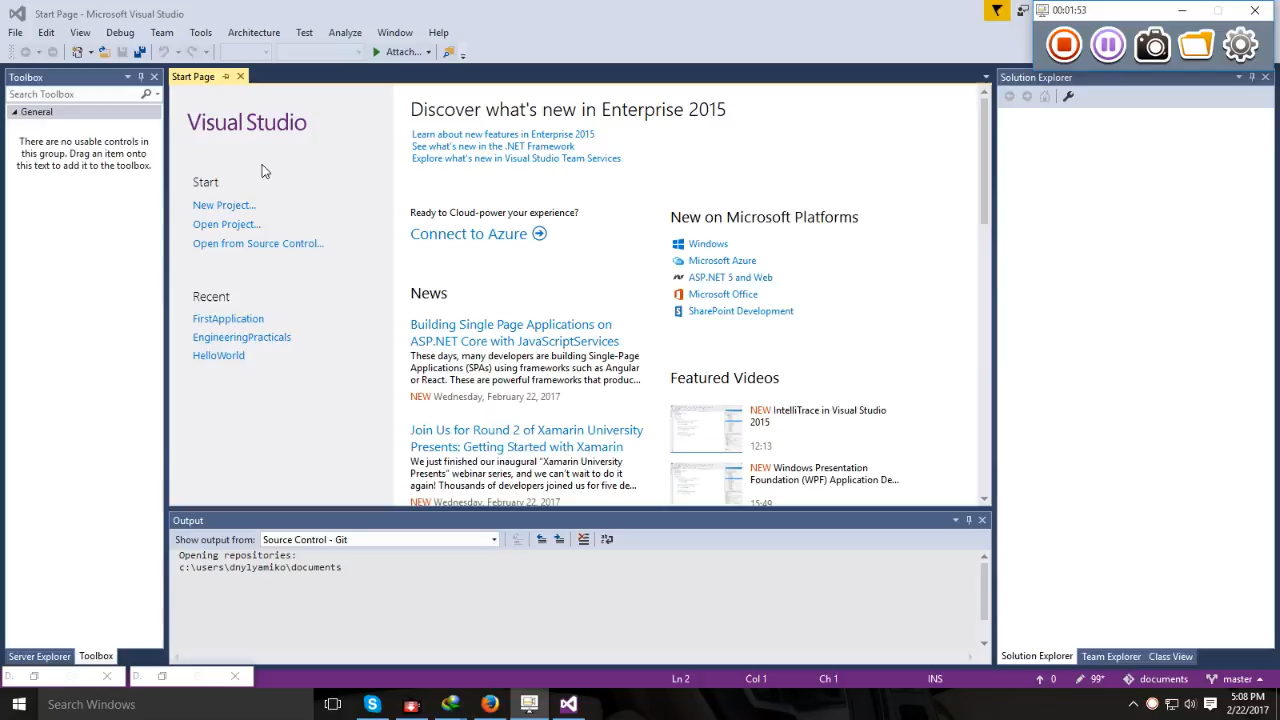 Start Page - Microsoft Visual Studio
00:01:53
File Edit View Debug Team Tools Architecture Test Analyze Window Help
Attach...
Toolbox
Search Toolbox
General
There are no usable controls in
this group. Drag an item onto
this text to add it to the toolbox.
Server Explorer Toolbox
Start Page
Visual Studio
Start
New Project...
Open Project...
Open from Source Control...
Recent
FirstApplication
EngineeringPracticals
HelloWorld
Discover what's new in Enterprise 2015
Learn about new features in Enterprise 2015
See what's new in the .NET Framework
Explore what's new in Visual Studio Team Services
Ready to Cloud-power your experience?
Connect to Azure
News
Building Single Page Applications on
ASP.NET Core with JavaScriptServices
These days, many developers are building Single-Page
Applications (SPAs) using frameworks such as Angular
or React. These are powerful frameworks that produc...
NEW Wednesday, February 22, 2017
Join Us for Round 2 of Xamarin University
Presents: Getting Started with Xamarin
We just finished our inaugural "Xamarin University
Presents" webinar series, and we can't wait to do it
again! Thousands of developers joined us for five de...
NEW Wednesday, February 22, 2017
New on Microsoft Platforms
Windows
Microsoft Azure
ASP.NET 5 and Web
Microsoft Office
SharePoint Development
Featured Videos
NEW IntelliTrace in Visual Studio
2015
12:13
NEW Windows Presentation
Foundation (WPF) Application De...
15:49
Output
Show output from: Source Control - Git
Opening repositories:
c:\users\dnylyamiko\documents
Solution Explorer
Solution Explorer Team Explorer Class View
D.
D.
Ln 2 Col 1 Ch 1 INS 0 99* documents master
Search Windows
5:08 PM
2/22/2017